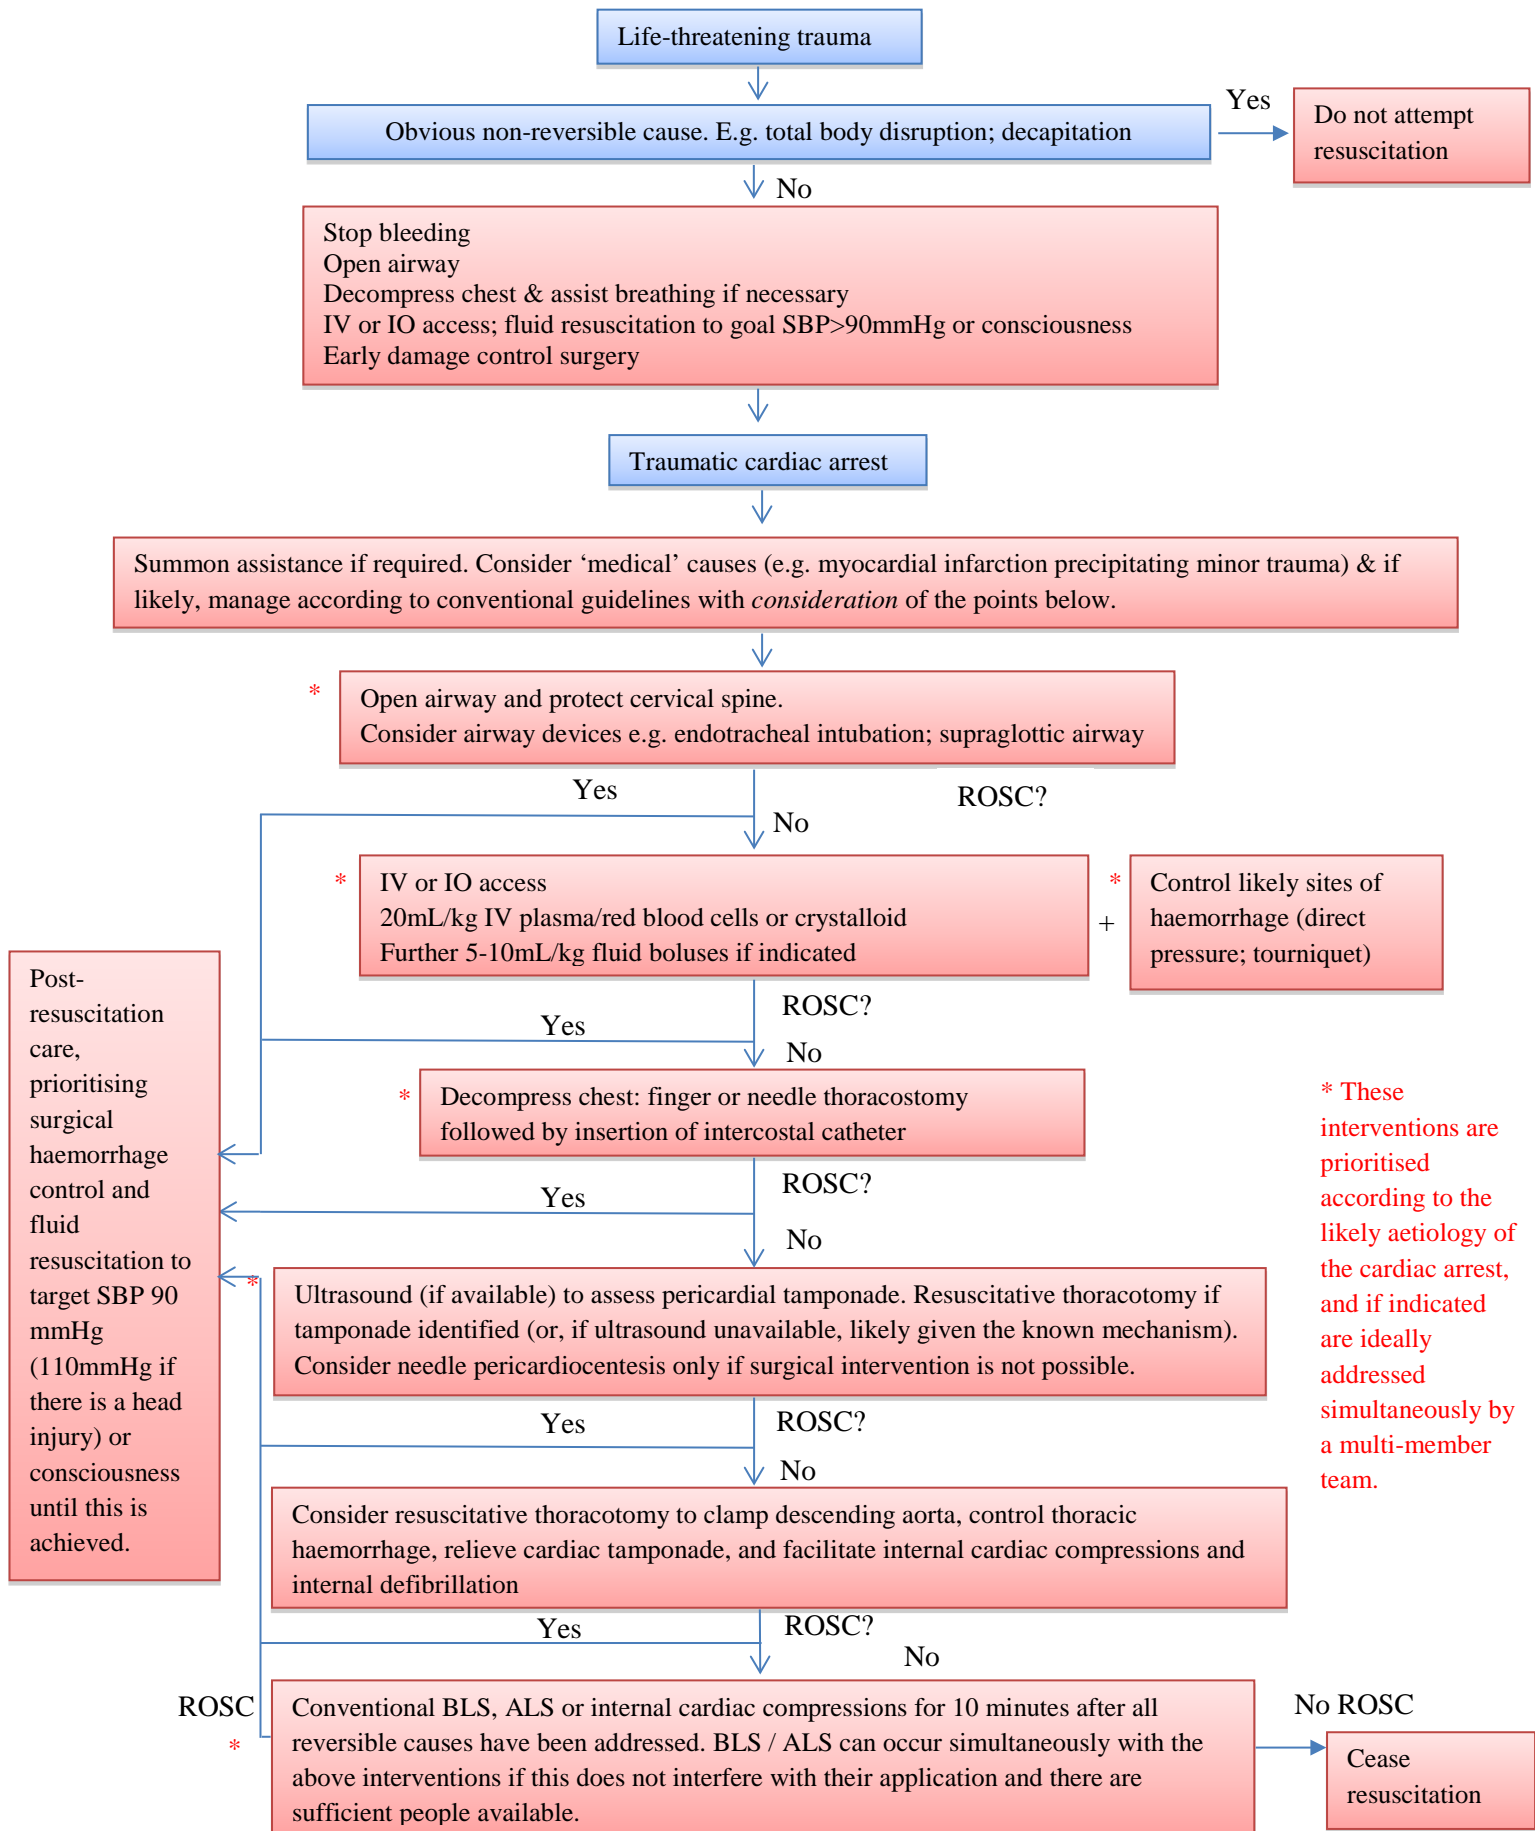 Life-threatening trauma
Obvious non-reversible cause. E.g. total body disruption; decapitation
Yes
Do not attempt
resuscitation
No
Stop bleeding
Open airway
Decompress chest & assist breathing if necessary
IV or IO access; fluid resuscitation to goal SBP>90mmHg or consciousness
Early damage control surgery
Traumatic cardiac arrest
Summon assistance if required. Consider ‘medical’ causes (e.g. myocardial infarction precipitating minor trauma) & if
likely, manage according to conventional guidelines with consideration of the points below.
*
Open airway and protect cervical spine.
Consider airway devices e.g. endotracheal intubation; supraglottic airway
Yes
ROSC?
No
*
IV or IO access
20mL/kg IV plasma/red blood cells or crystalloid
Further 5-10mL/kg fluid boluses if indicated
+
*
Control likely sites of
haemorrhage (direct
pressure; tourniquet)
ROSC?
Yes
No
*
Decompress chest: finger or needle thoracostomy
followed by insertion of intercostal catheter
ROSC?
Yes
No
*
Ultrasound (if available) to assess pericardial tamponade. Resuscitative thoracotomy if
tamponade identified (or, if ultrasound unavailable, likely given the known mechanism).
Consider needle pericardiocentesis only if surgical intervention is not possible.
Yes
ROSC?
No
Consider resuscitative thoracotomy to clamp descending aorta, control thoracic
haemorrhage, relieve cardiac tamponade, and facilitate internal cardiac compressions and
internal defibrillation
Yes
ROSC?
No
ROSC
*
Conventional BLS, ALS or internal cardiac compressions for 10 minutes after all
reversible causes have been addressed. BLS / ALS can occur simultaneously with the
above interventions if this does not interfere with their application and there are
sufficient people available.
No ROSC
Cease
resuscitation
Post-
resuscitation
care,
prioritising
surgical
haemorrhage
control and
fluid
resuscitation to
target SBP 90
mmHg
(110mmHg if
there is a head
injury) or
consciousness
until this is
achieved.
* These
interventions are
prioritised
according to the
likely aetiology of
the cardiac arrest,
and if indicated
are ideally
addressed
simultaneously by
a multi-member
team.